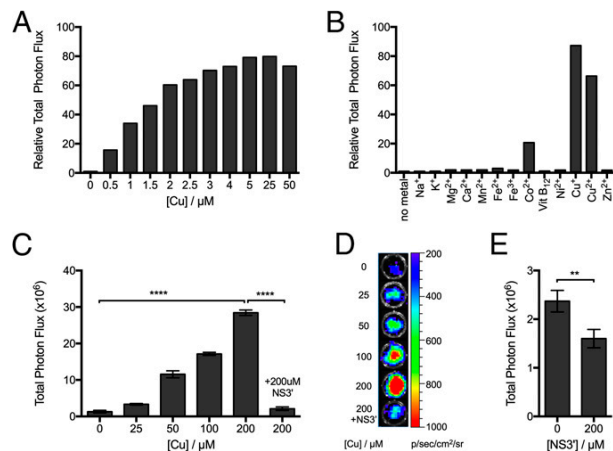 A
Relative Total Photon Flux
100
80
60
40
20
0
0 0.5 1 1.5 2 2.5 3 4 5 25 50
[Cu] / µM
B
Relative Total Photon Flux
100
80
60
40
20
0
no metal Na+ K+ Mg2+ Ca2+ Mn2+ Fe2+ Fe3+ Co2+ Vit B12 Ni2+ Cu+ Cu2+ Zn2+
C
Total Photon Flux (x10⁶)
40
30
20
10
0
**** ****
+200uM
NS3'
0 25 50 100 200 200
[Cu] / µM
D
0
25
50
100
200
200
+NS3'
[Cu] / µM
200
400
600
800
1000
p/sec/cm²/sr
E
Total Photon Flux (x10⁶)
3
2
1
0
**
0 200
[NS3'] / µM